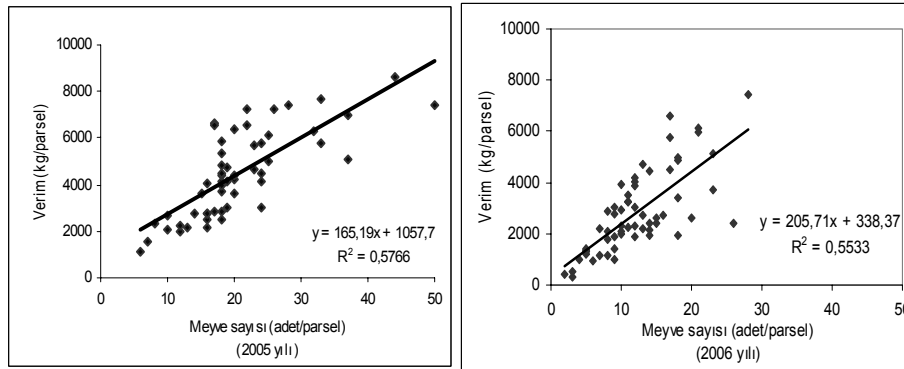 10000
8000
6000
4000
2000
0
Verim (kg/parsel)
y = 165,19x + 1057,7
R² = 0,5766
0 10 20 30 40 50
Meyve sayısı (adet/parsel)
(2005 yılı)
10000
8000
6000
4000
2000
0
Verim (kg/parsel)
y = 205,71x + 338,37
R² = 0,5533
0 10 20 30 40 50
Meyve sayısı (adet/parsel)
(2006 yılı)